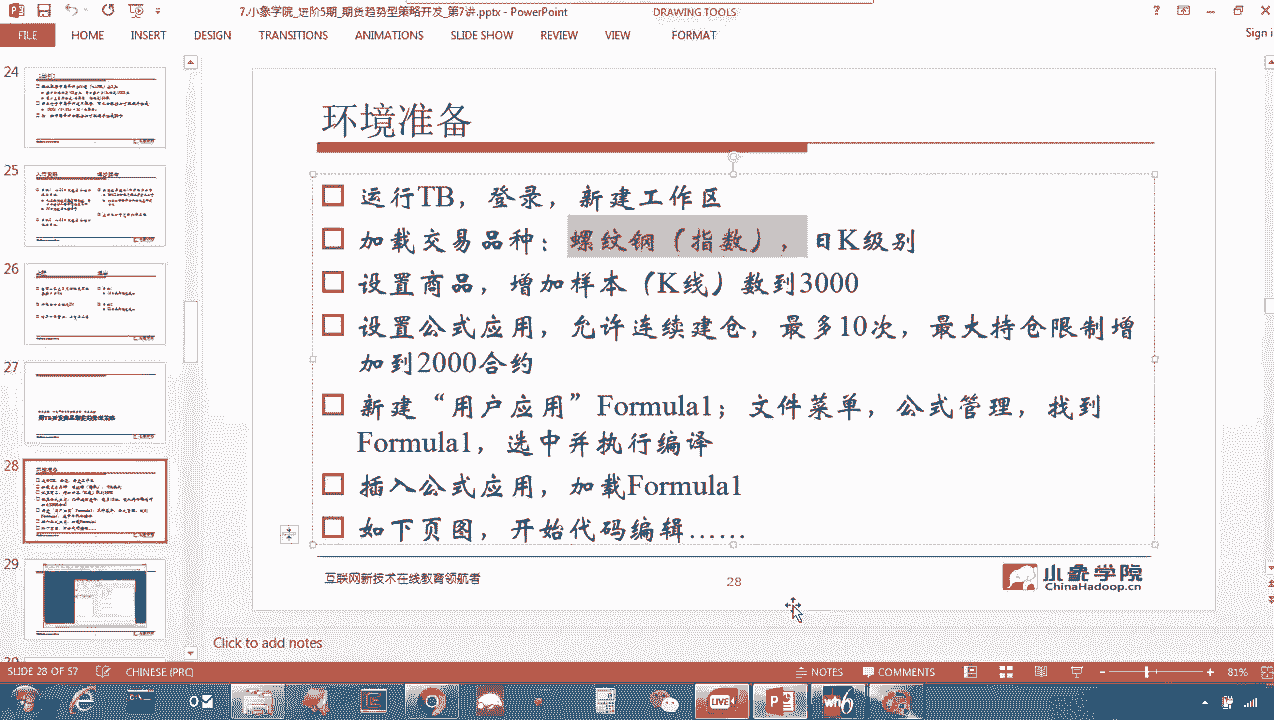 7.小象学院_进阶5期_期货趋势型策略开发_第7讲.pptx - PowerPoint
DRAWING TOOLS
FILE
HOME
INSERT
DESIGN
TRANSITIONS
ANIMATIONS
SLIDE SHOW
REVIEW
VIEW
FORMAT
Sign i
24
25
26
27
28
29
环境准备
运行TB，登录，新建工作区
加载交易品种：螺纹钢（指数），日K级别
设置商品，增加样本（K线）数到3000
设置公式应用，允许连续建仓，最多10次，最大持仓限制增
加到2000合约
新建“用户应用”Formula1；文件菜单，公式管理，找到
Formula1，选中并执行编译
插入公式应用，加载Formula1
如下页图，开始代码编辑……
互联网新技术在线教育领航者
28
小象学院
ChinaHadoop.cn
Click to add notes
SLIDE 28 OF 57
CHINESE (PRC)
NOTES
COMMENTS
81%
LIVE